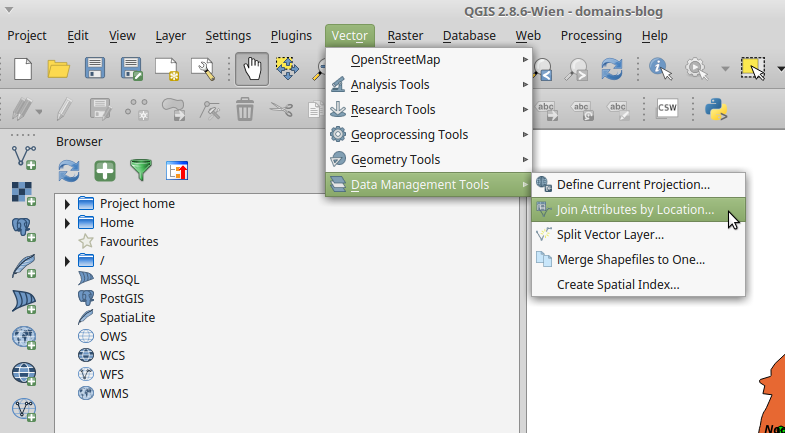 QGIS 2.8.6-Wien - domains-blog
Project Edit View Layer Settings Plugins Vector Raster Database Web Processing Help
OpenStreetMap
Analysis Tools
Research Tools
Geoprocessing Tools
Geometry Tools
Data Management Tools
Define Current Projection...
Join Attributes by Location...
Split Vector Layer...
Merge Shapefiles to One...
Create Spatial Index...
abc abc abc CSW
Browser
Project home
Home
Favourites
/
MSSQL
PostGIS
SpatiaLite
OWS
WCS
WFS
WMS